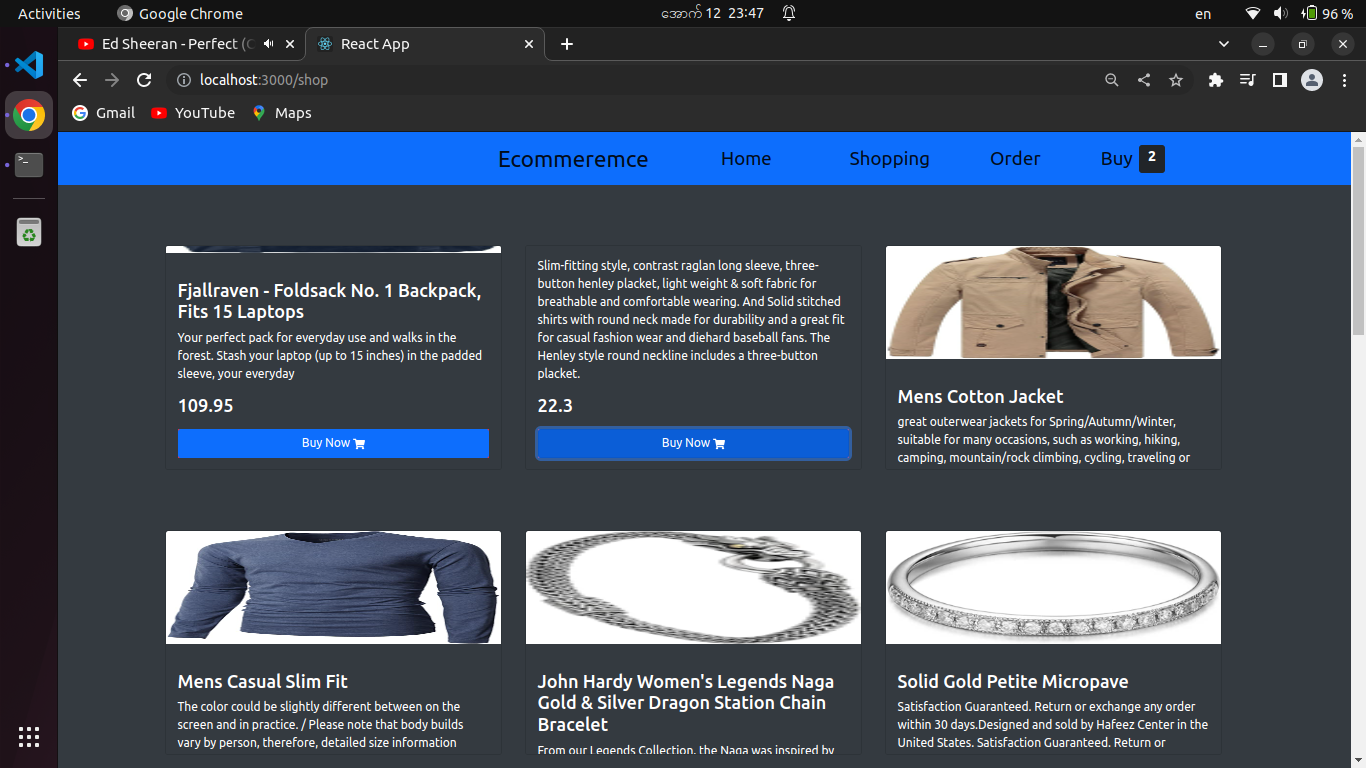 Activities
Google Chrome
အောက် 12 23:47
en
96 %
Ed Sheeran - Perfect (
React App
localhost:3000/shop
Gmail
YouTube
Maps
Ecommeremce
Home
Shopping
Order
Buy 2
Fjallraven - Foldsack No. 1 Backpack,
Fits 15 Laptops
Your perfect pack for everyday use and walks in the
forest. Stash your laptop (up to 15 inches) in the padded
sleeve, your everyday
109.95
Buy Now
Slim-fitting style, contrast raglan long sleeve, three-
button henley placket, light weight & soft fabric for
breathable and comfortable wearing. And Solid stitched
shirts with round neck made for durability and a great fit
for casual fashion wear and diehard baseball fans. The
Henley style round neckline includes a three-button
placket.
22.3
Buy Now
Mens Cotton Jacket
great outerwear jackets for Spring/Autumn/Winter,
suitable for many occasions, such as working, hiking,
camping, mountain/rock climbing, cycling, traveling or
Mens Casual Slim Fit
The color could be slightly different between on the
screen and in practice. / Please note that body builds
vary by person, therefore, detailed size information
John Hardy Women's Legends Naga
Gold & Silver Dragon Station Chain
Bracelet
From our Legends Collection, the Naga was inspired by
Solid Gold Petite Micropave
Satisfaction Guaranteed. Return or exchange any order
within 30 days.Designed and sold by Hafeez Center in the
United States. Satisfaction Guaranteed. Return or